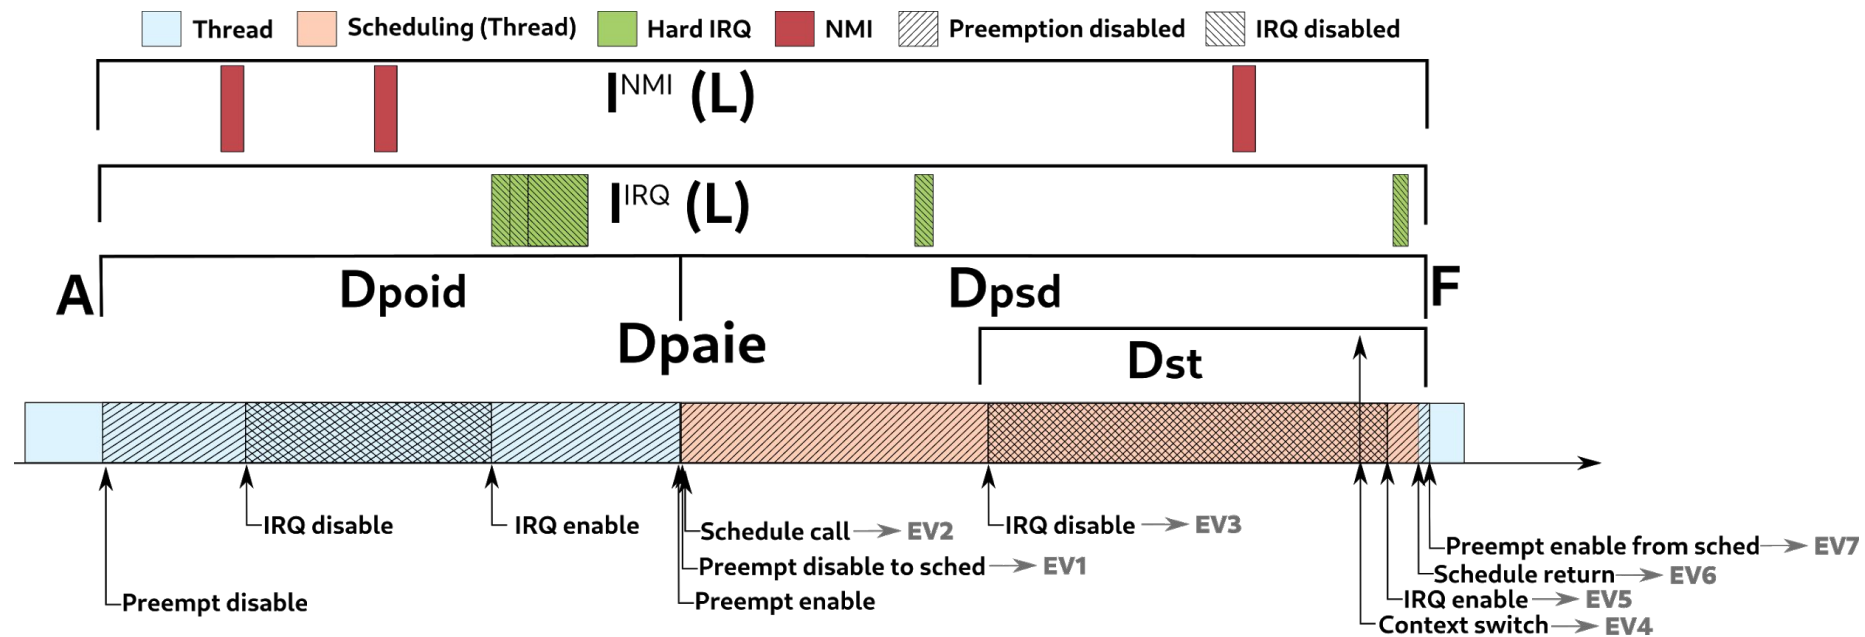 Thread Scheduling (Thread) Hard IRQ NMI Preemption disabled IRQ disabled
I^NMI (L)
I^IRQ (L)
A Dpoid Dpsd F
Dpaie
Dst
IRQ disable IRQ enable Schedule call EV2 IRQ disable EV3
Preempt enable from sched EV7
Preempt disable to sched EV1
Schedule return EV6
Preempt disable Preempt enable IRQ enable EV5
Context switch EV4